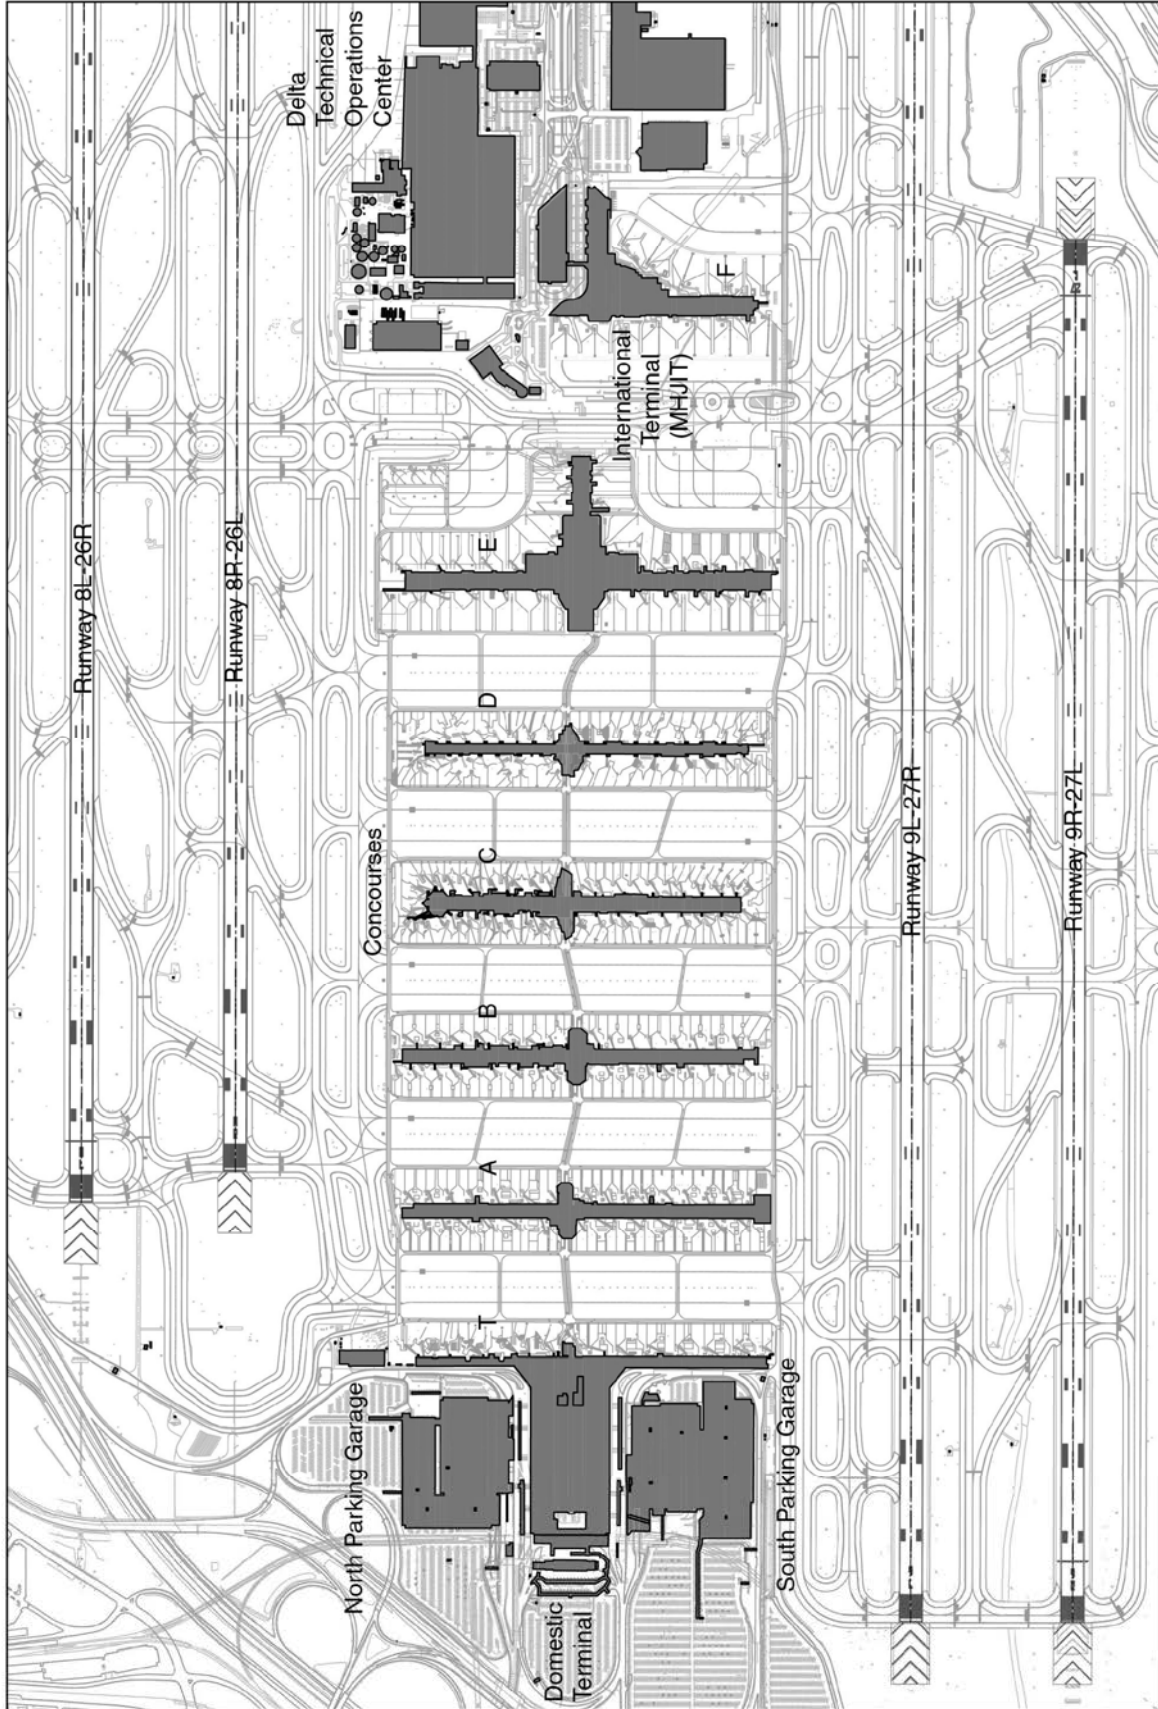 Delta
Technical
Operations
Center
Runway 8L-26R
Runway 8R-26L
Concourses
T
A
B
C
D
E
F
International
Terminal
(MHJIT)
North Parking Garage
Domestic
Terminal
South Parking Garage
Runway 9L-27R
Runway 9R-27L